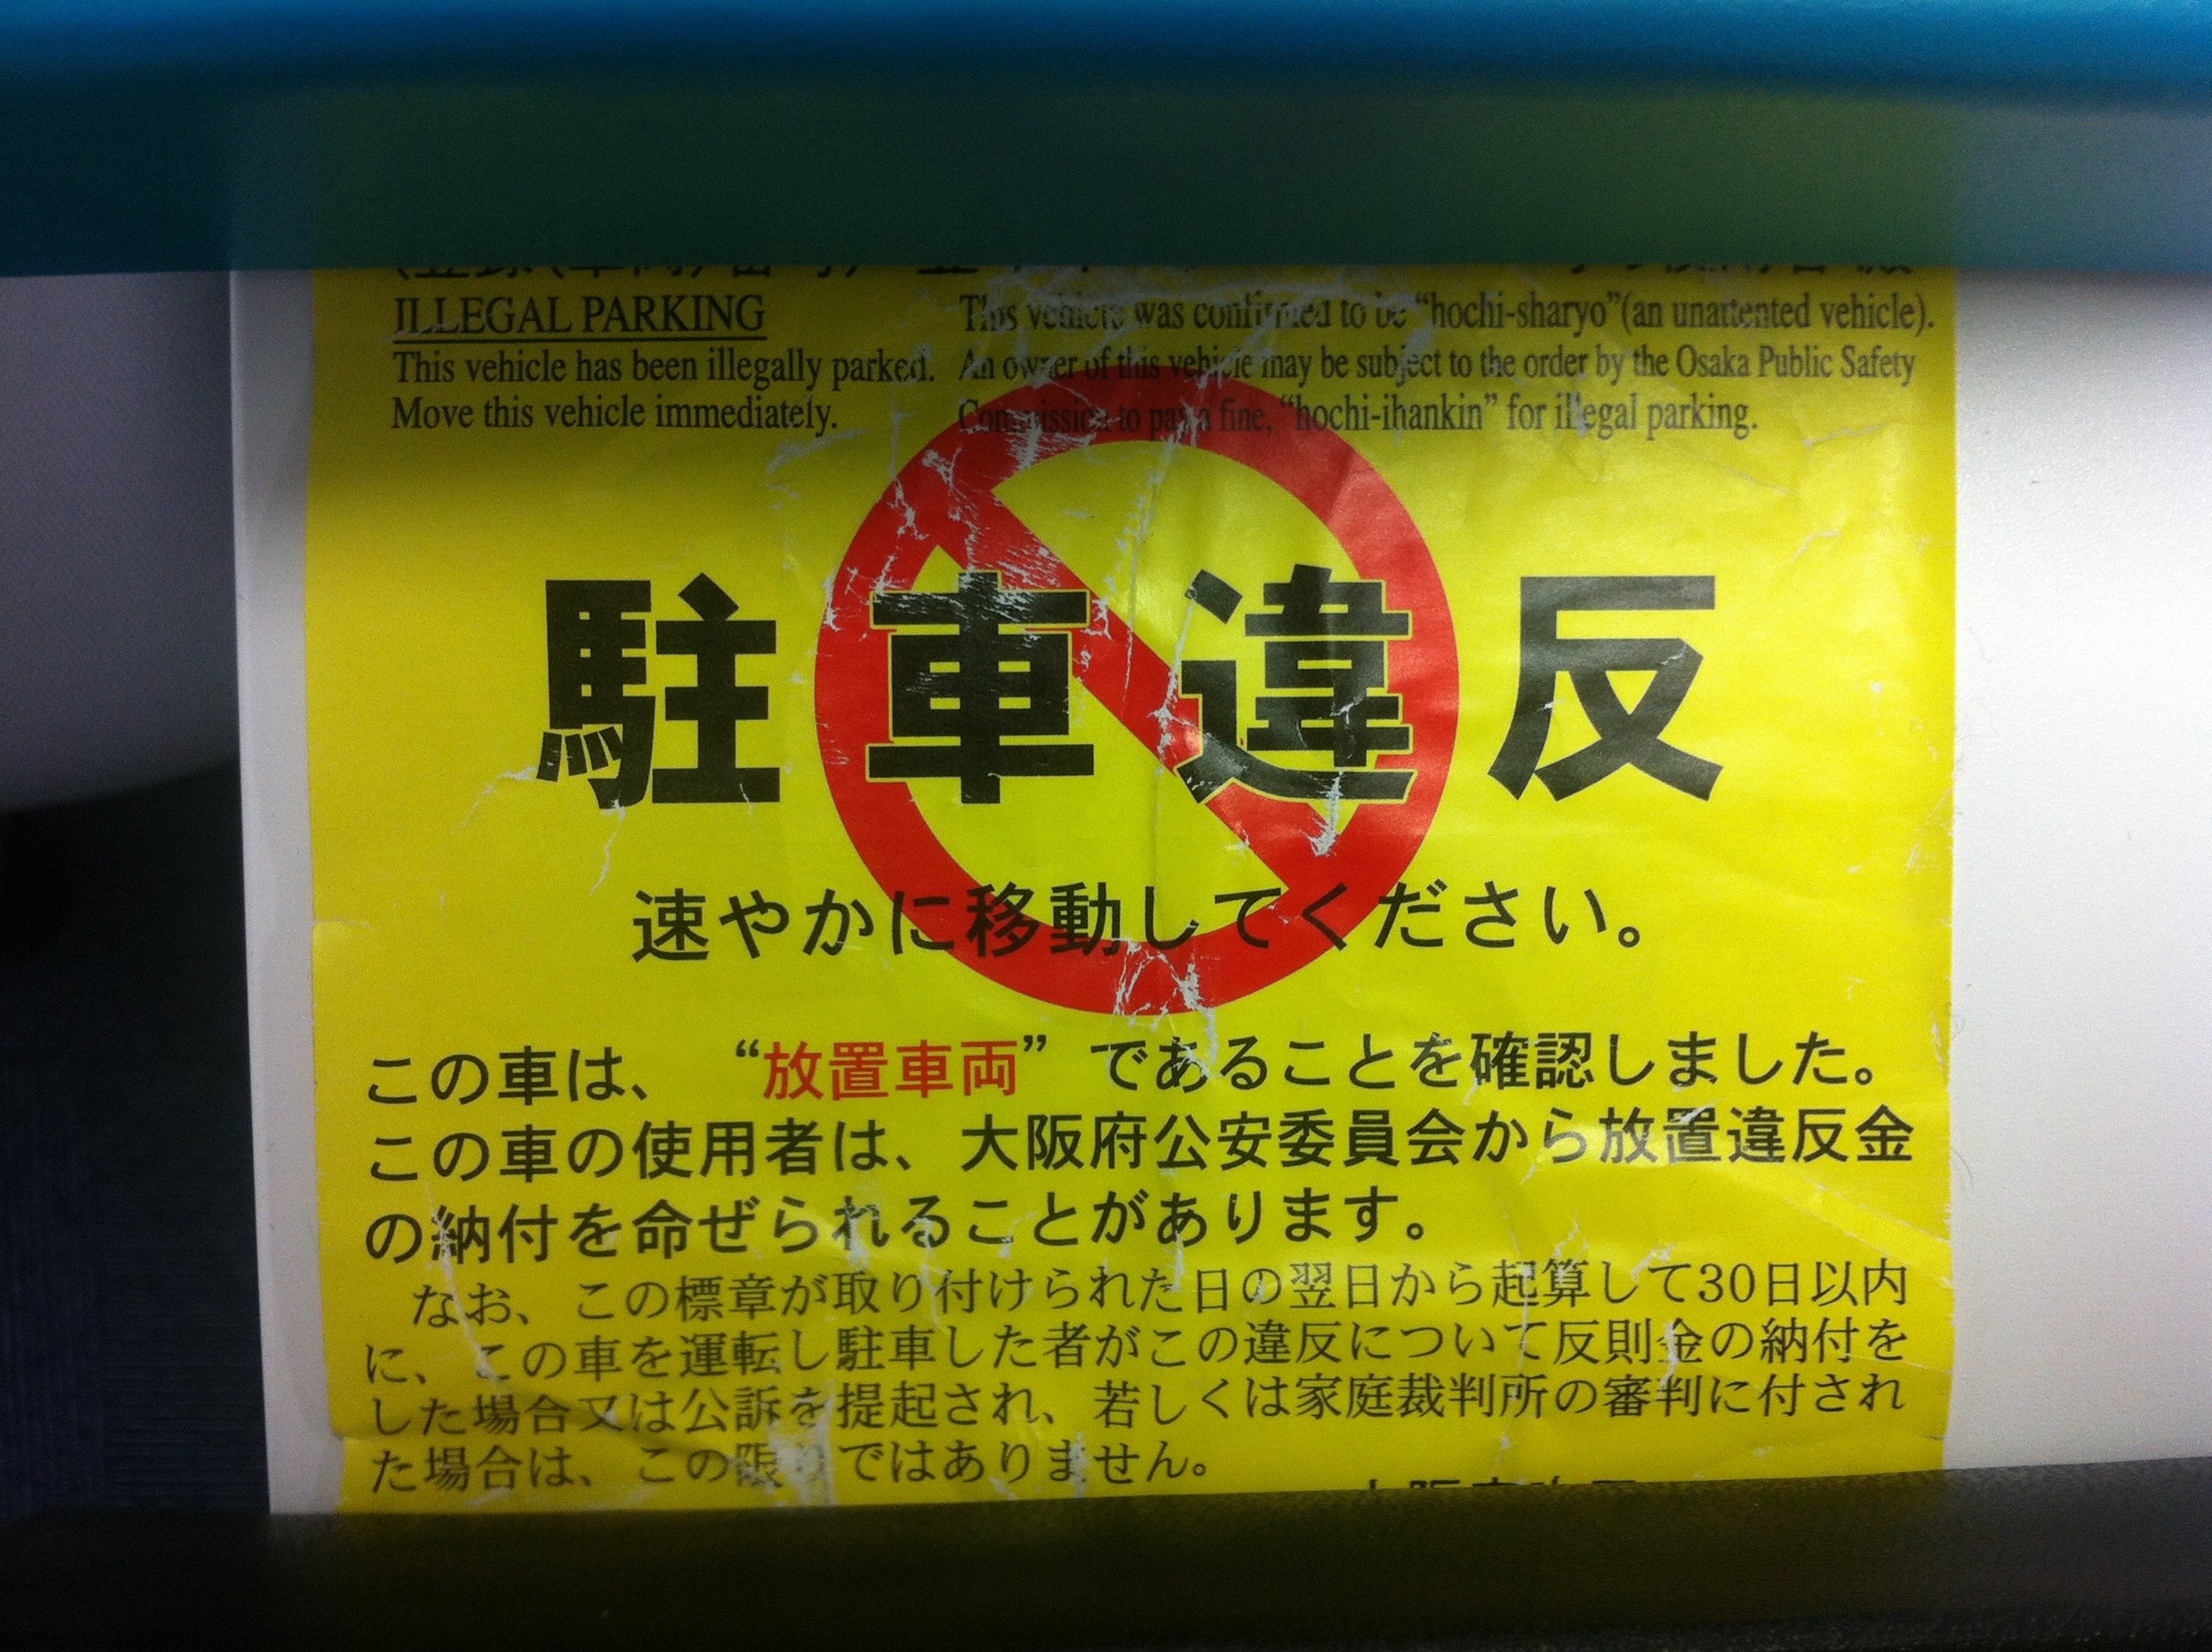 ILLEGAL PARKING
This vehicle has been illegally parked.
Move this vehicle immediately.
This vehicle was confirmed to be “hochi-sharyo”(an unattented vehicle).
An owner of this vehicle may be subject to the order by the Osaka Public Safety
Commission to pay a fine, “hochi-ihankin” for illegal parking.
駐車違反
速やかに移動してください。
この車は、“放置車両”であることを確認しました。
この車の使用者は、大阪府公安委員会から放置違反金
の納付を命ぜられることがあります。
なお、この標章が取り付けられた日の翌日から起算して30日以内
に、この車を運転し駐車した者がこの違反について反則金の納付を
した場合又は公訴を提起され、若しくは家庭裁判所の審判に付され
た場合は、この限りではありません。